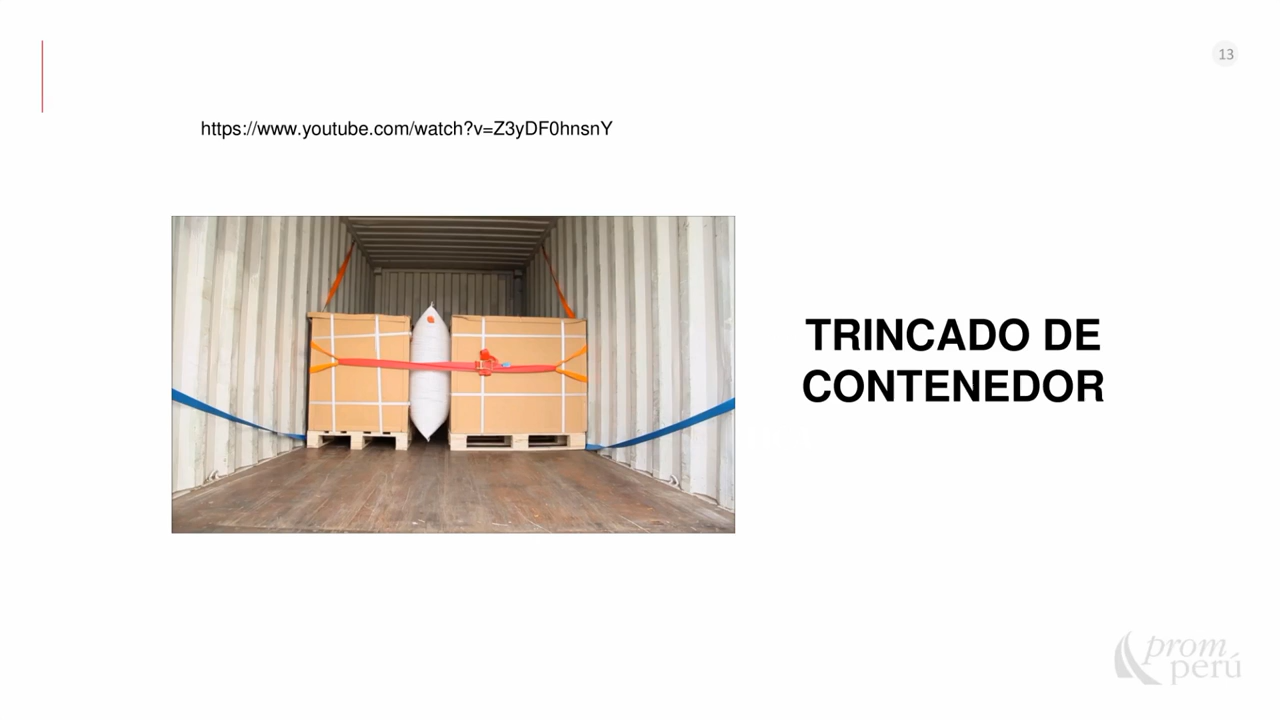 13
https://www.youtube.com/watch?v=Z3yDF0hnsnY
TRINCADO DE
CONTENEDOR
prom
perú